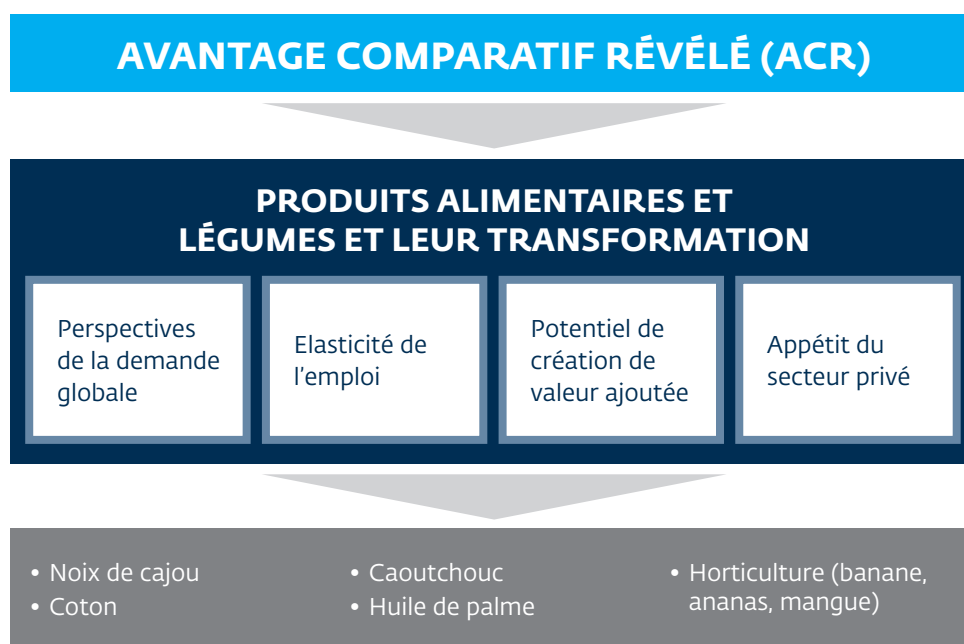 AVANTAGE COMPARATIF RÉVÉLÉ (ACR)
PRODUITS ALIMENTAIRES ET
LÉGUMES ET LEUR TRANSFORMATION
Perspectives
de la demande
globale
Elasticité de
l'emploi
Potentiel de
création de
valeur ajoutée
Appétit du
secteur privé
• Noix de cajou
• Coton
• Caoutchouc
• Huile de palme
• Horticulture (banane,
ananas, mangue)